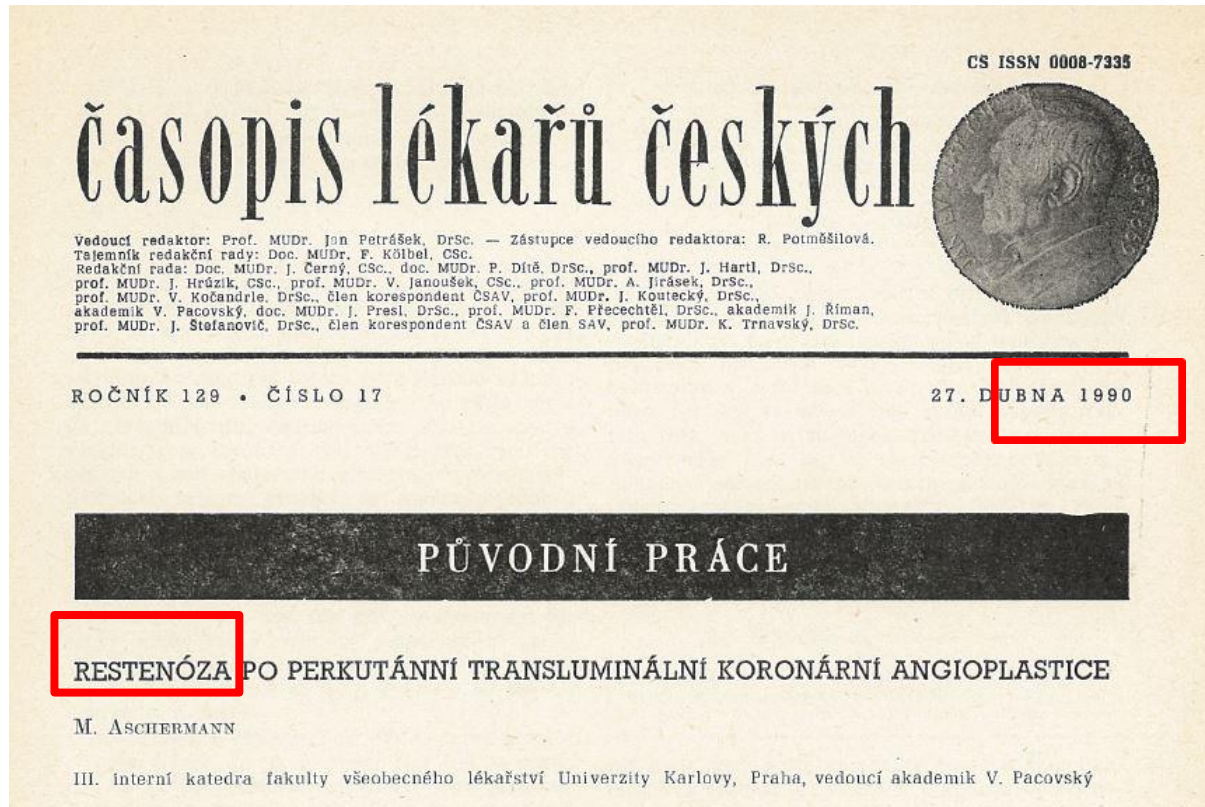 CS ISSN 0008-7335
časopis lékařů českých
Vedoucí redaktor: Prof. MUDr. Jan Petrášek, DrSc. — Zástupce vedoucího redaktora: R. Potměšilová.
Tajemník redakční rady: Doc. MUDr. F. Kölbel, CSc.
Redakční rada: Doc. MUDr. J. Černý, CSc., doc. MUDr. P. Dítě, DrSc., prof. MUDr. J. Hartl, DrSc.,
prof. MUDr. J. Hrúzik, CSc., prof. MUDr. V. Janoušek, CSc., prof. MUDr. A. Jirásek, DrSc.,
prof. MUDr. V. Kočandrle, DrSc., člen korespondent ČSAV, prof. MUDr. J. Koutecký, DrSc.,
akademik V. Pacovský, doc. MUDr. J. Presl, DrSc., prof. MUDr. F. Přecechtěl, DrSc., akademik J. Říman,
prof. MUDr. J. Štefanovič, DrSc., člen korespondent ČSAV a člen SAV, prof. MUDr. K. Trnavský, DrSc.
ROČNÍK 129 • ČÍSLO 17
27. DUBNA 1990
PŮVODNÍ PRÁCE
RESTENÓZA PO PERKUTÁNNÍ TRANSLUMINÁLNÍ KORONÁRNÍ ANGIOPLASTICE
M. ASCHERMANN
III. interní katedra fakulty všeobecného lékařství Univerzity Karlovy, Praha, vedoucí akademik V. Pacovský